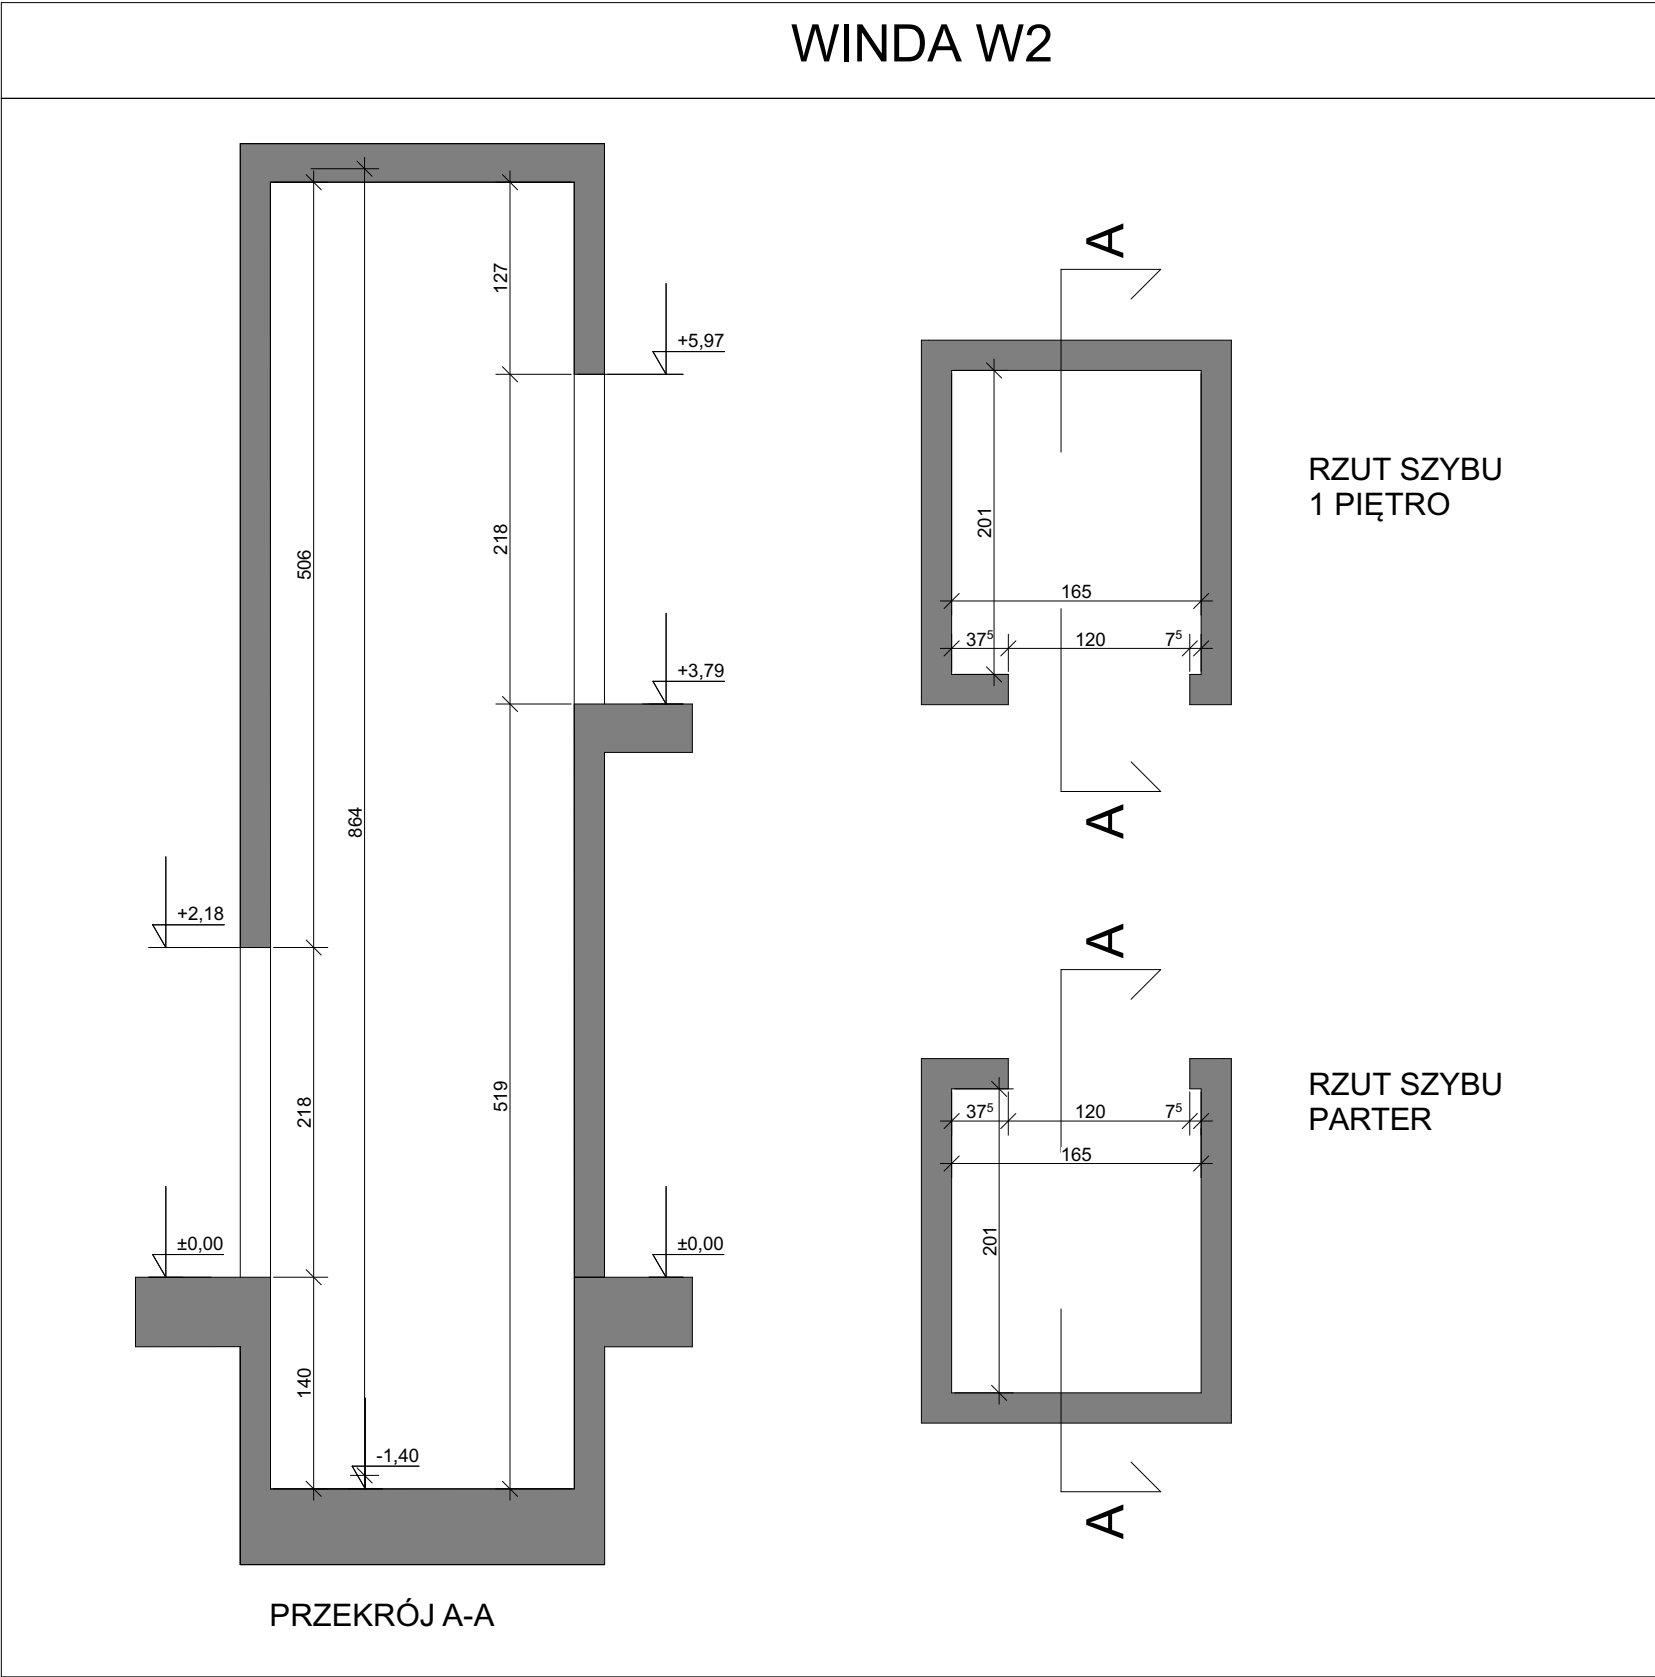 WINDA W2
127
+5,97
506
218
864
+3,79
+2,18
218
519
±0,00
±0,00
140
-1,40
PRZEKRÓJ A-A
A
201
165
37⁵
120
7⁵
A
RZUT SZYBU
1 PIĘTRO
A
37⁵
120
7⁵
165
201
A
RZUT SZYBU
PARTER